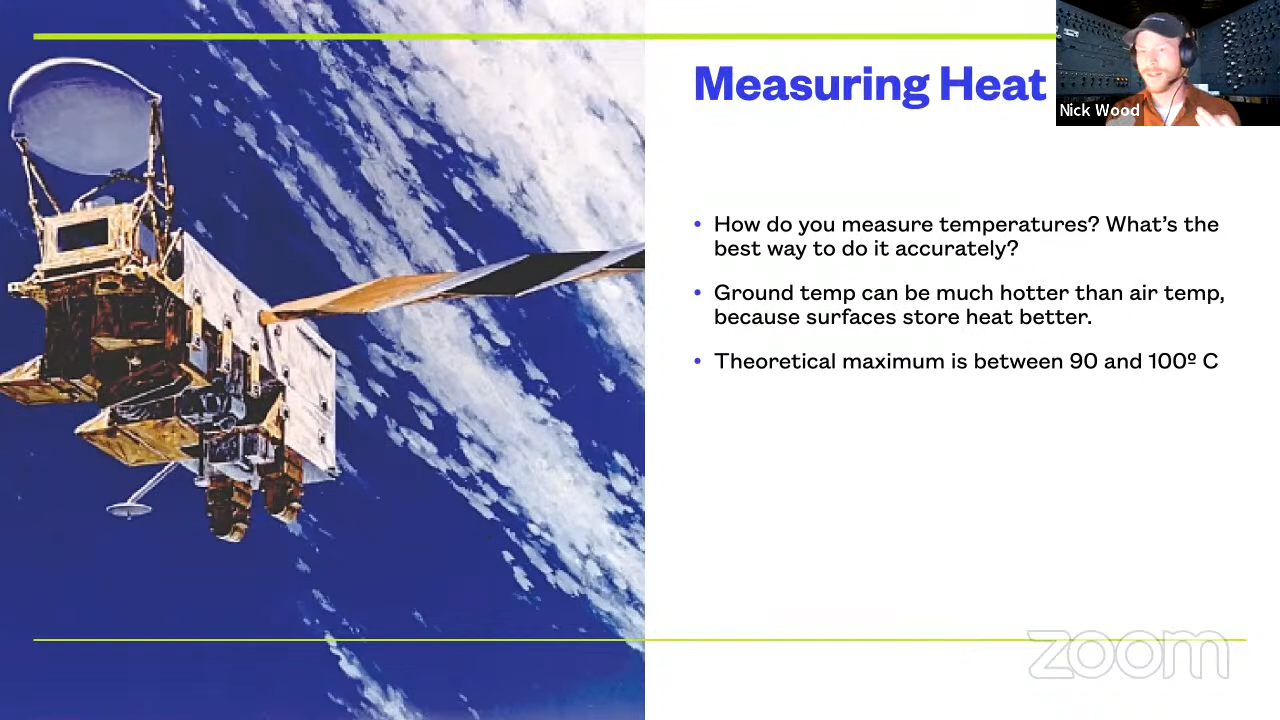 Measuring Heat
Nick Wood
• How do you measure temperatures? What’s the
best way to do it accurately?
• Ground temp can be much hotter than air temp,
because surfaces store heat better.
• Theoretical maximum is between 90 and 100º C
zoom